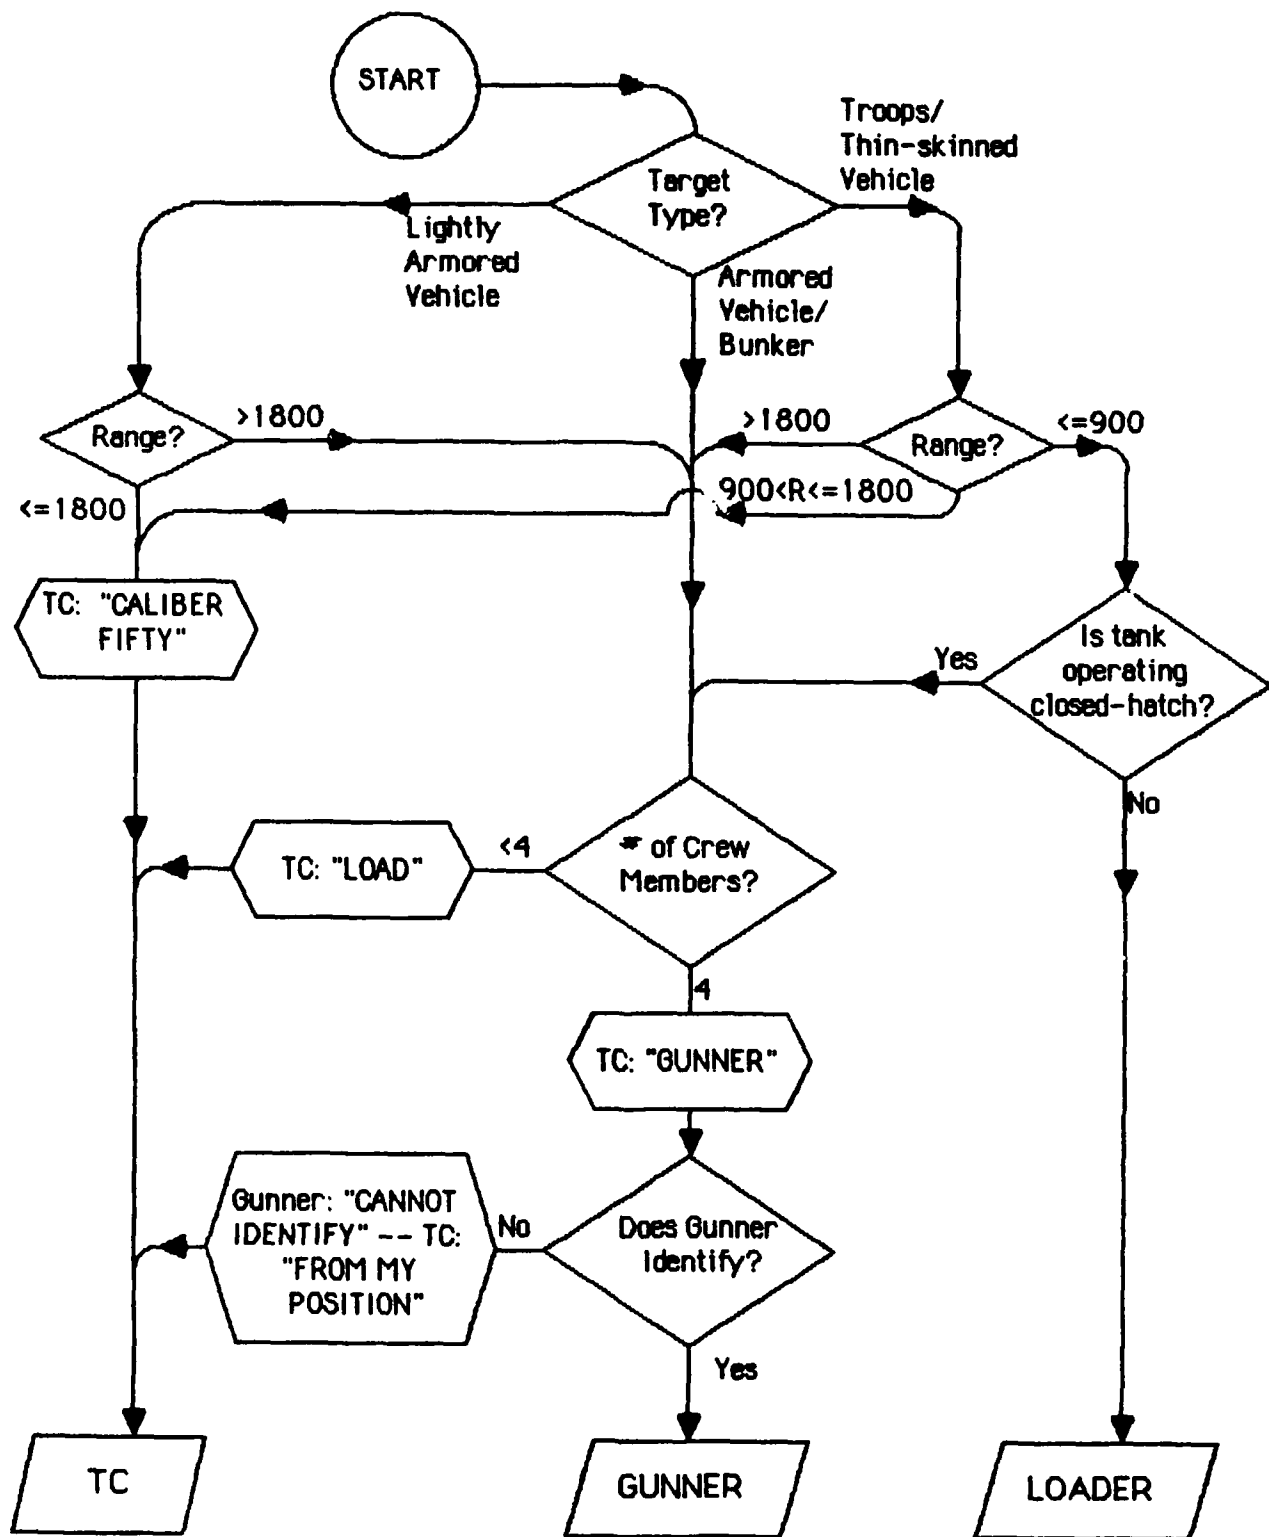 START
Troops/
Thin-skinned
Vehicle
Target
Type?
Lightly
Armored
Vehicle
Armored
Vehicle/
Bunker
Range?
>1800
>1800
Range?
<=900
<=1800
900<R<=1800
TC: "CALIBER
FIFTY"
Yes
Is tank
operating
closed-hatch?
No
TC: "LOAD"
<4
# of Crew
Members?
4
TC: "GUNNER"
Gunner: "CANNOT
IDENTIFY" -- TC:
"FROM MY
POSITION"
No
Does Gunner
Identify?
Yes
TC
GUNNER
LOADER